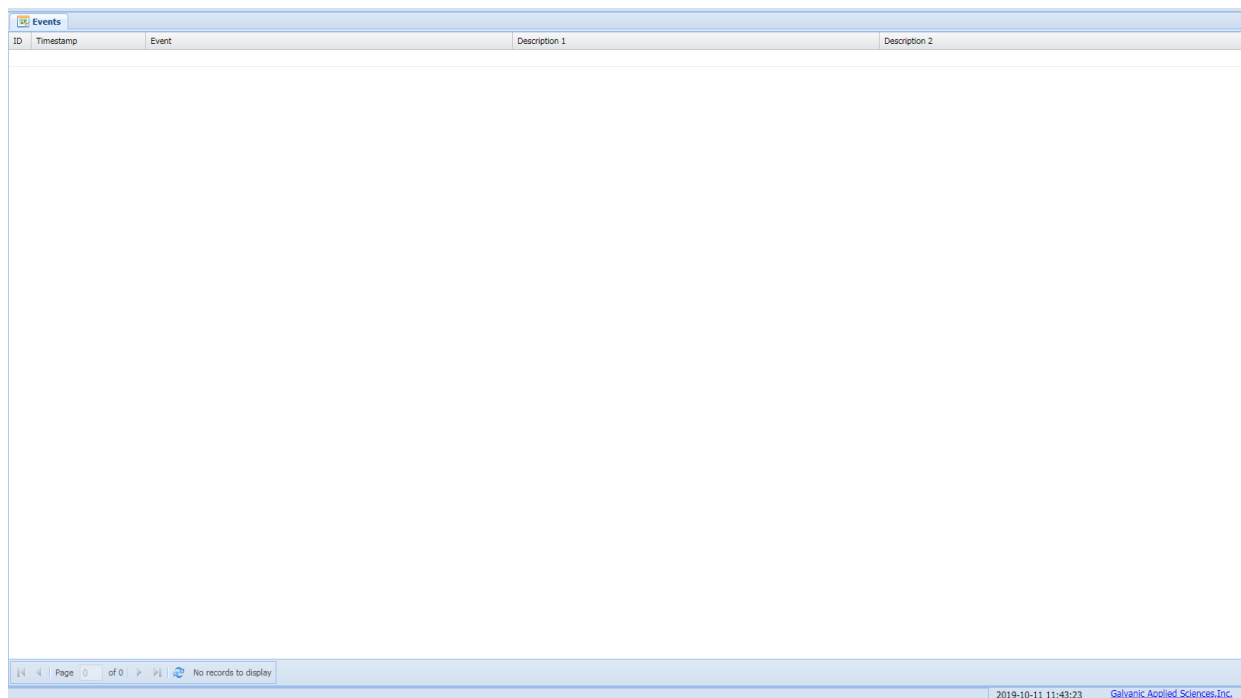 Events
ID Timestamp Event Description 1 Description 2
Page 0 of 0 No records to display
2019-10-11 11:43:23 Galvanic Applied Sciences,Inc.